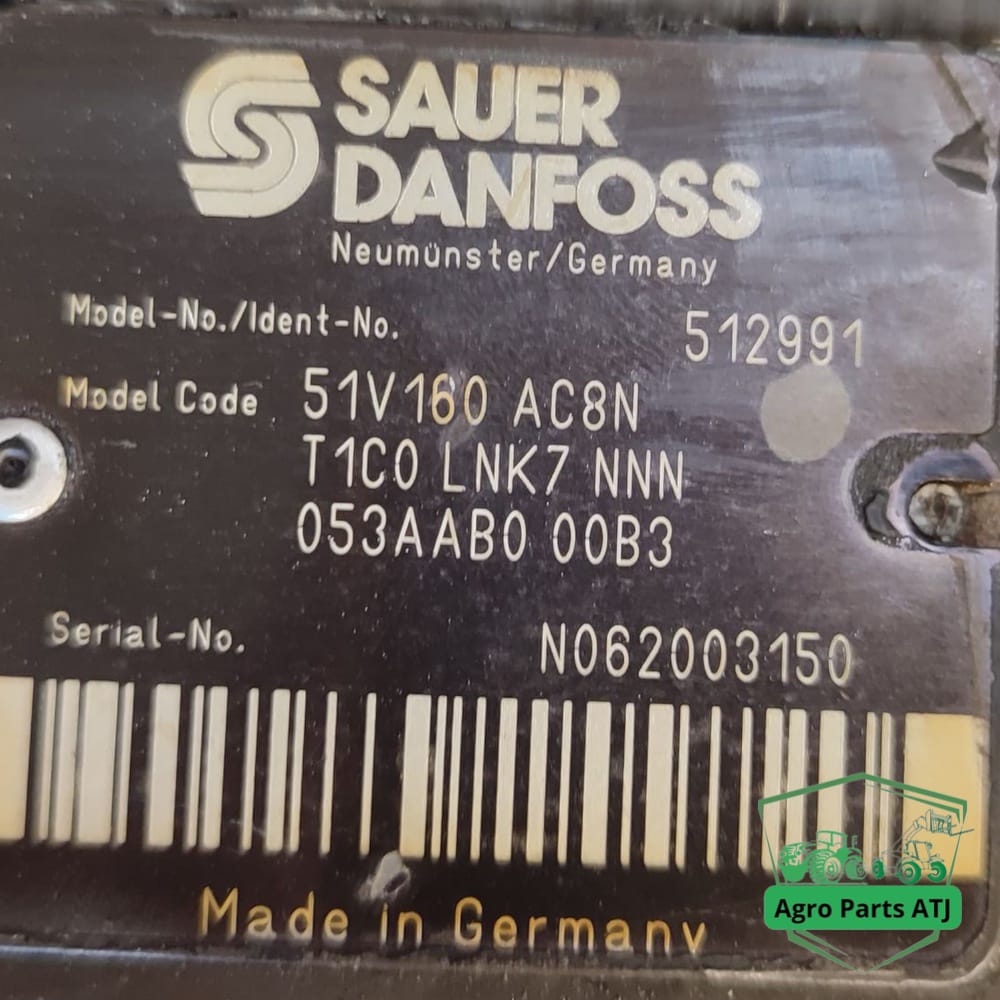 SAUER
DANFOSS
Neumünster/Germany
Model-No./Ident-No. 512991
Model Code 51V160 AC8N
T1C0 LNK7 NNN
053AAB0 00B3
Serial-No. N062003150
Made in Germany
Agro Parts ATJ